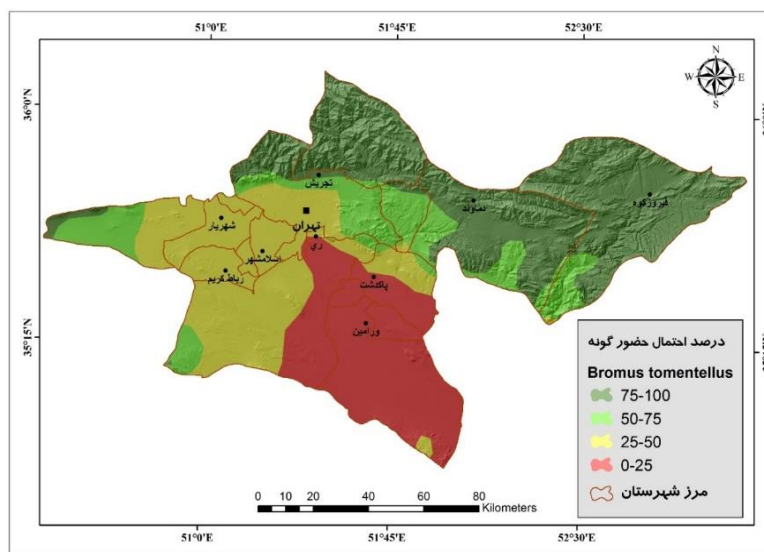 51°0'E 51°45'E 52°30'E
N
W E
S
36°0'N
تجریش
دماوند
فیروزکوه
شهریار
تهران
ری
اسلامشهر
رباط کریم
پاکدشت
ورامین
35°15'N
درصد احتمال حضور گونه
Bromus tomentellus
75-100
50-75
25-50
0-25
مرز شهرستان
0 10 20 40 60 80
Kilometers
51°0'E 51°45'E 52°30'E